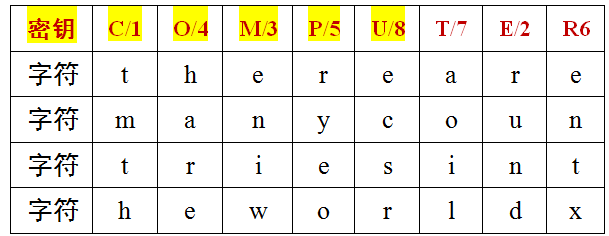 密钥 C/1 O/4 M/3 P/5 U/8 T/7 E/2 R6
字符 t h e r e a r e
字符 m a n y c o u n
字符 t r i e s i n t
字符 h e w o r l d x